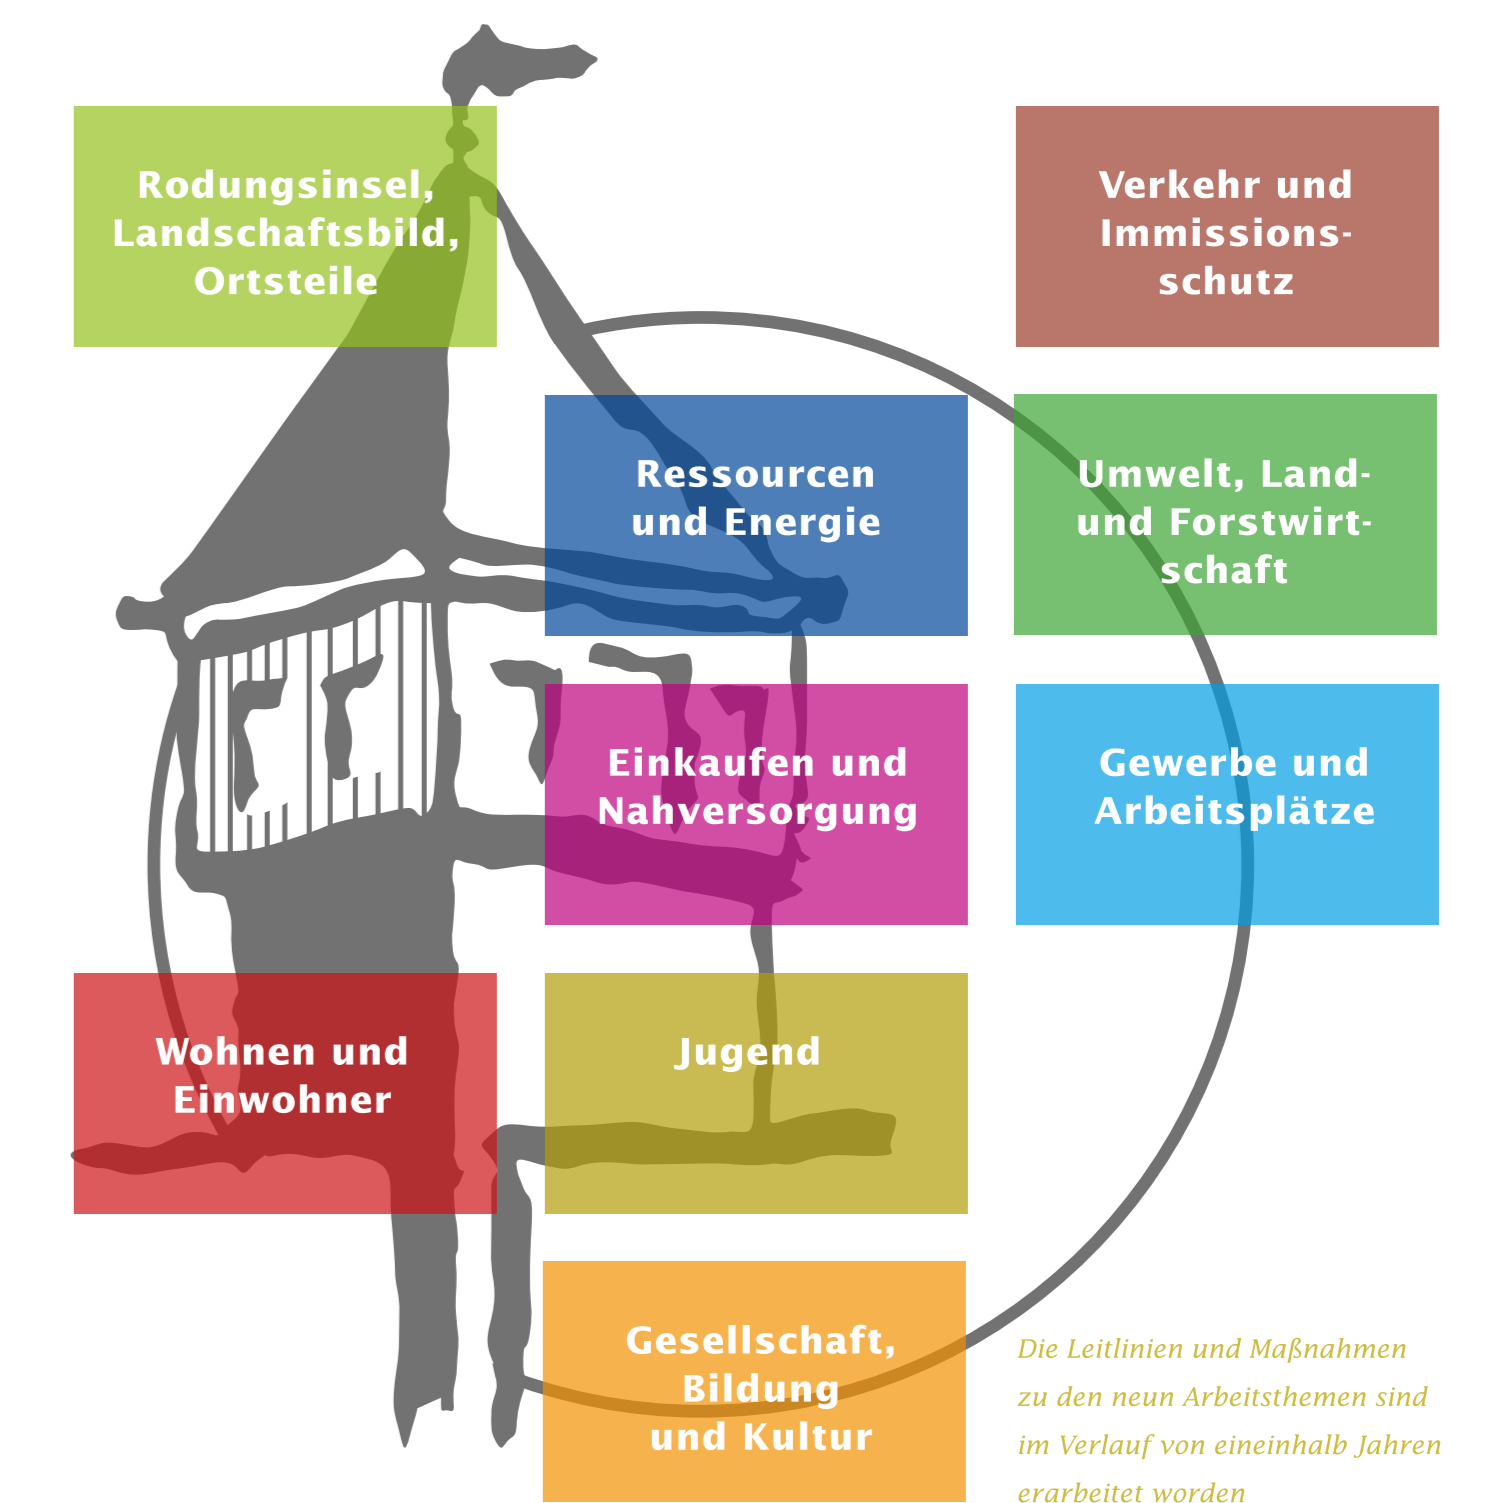 Rodungsinsel,
Landschaftsbild,
Ortsteile
Verkehr und
Immissions-
schutz
Ressourcen
und Energie
Umwelt, Land-
und Forstwirt-
schaft
Einkaufen und
Nahversorgung
Gewerbe und
Arbeitsplätze
Wohnen und
Einwohner
Jugend
Gesellschaft,
Bildung
und Kultur
Die Leitlinien und Maßnahmen
zu den neun Arbeitsthemen sind
im Verlauf von eineinhalb Jahren
erarbeitet worden